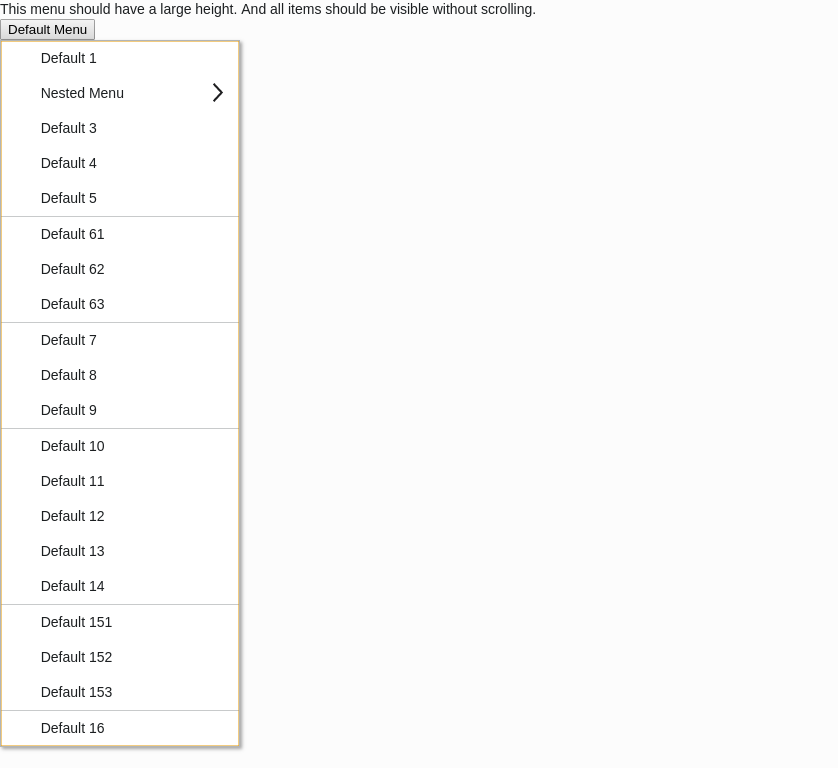 This menu should have a large height. And all items should be visible without scrolling.
Default Menu
Default 1
Nested Menu
Default 3
Default 4
Default 5
Default 61
Default 62
Default 63
Default 7
Default 8
Default 9
Default 10
Default 11
Default 12
Default 13
Default 14
Default 151
Default 152
Default 153
Default 16